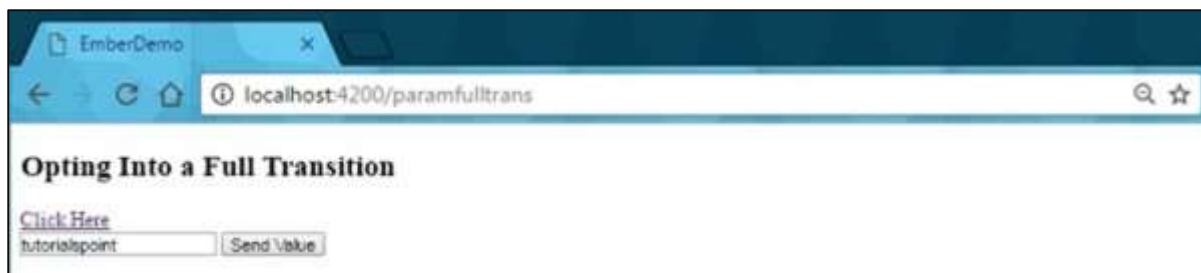 EmberDemo
localhost:4200/paramfulltrans
Opting Into a Full Transition
Click Here
tutorialspoint Send Value